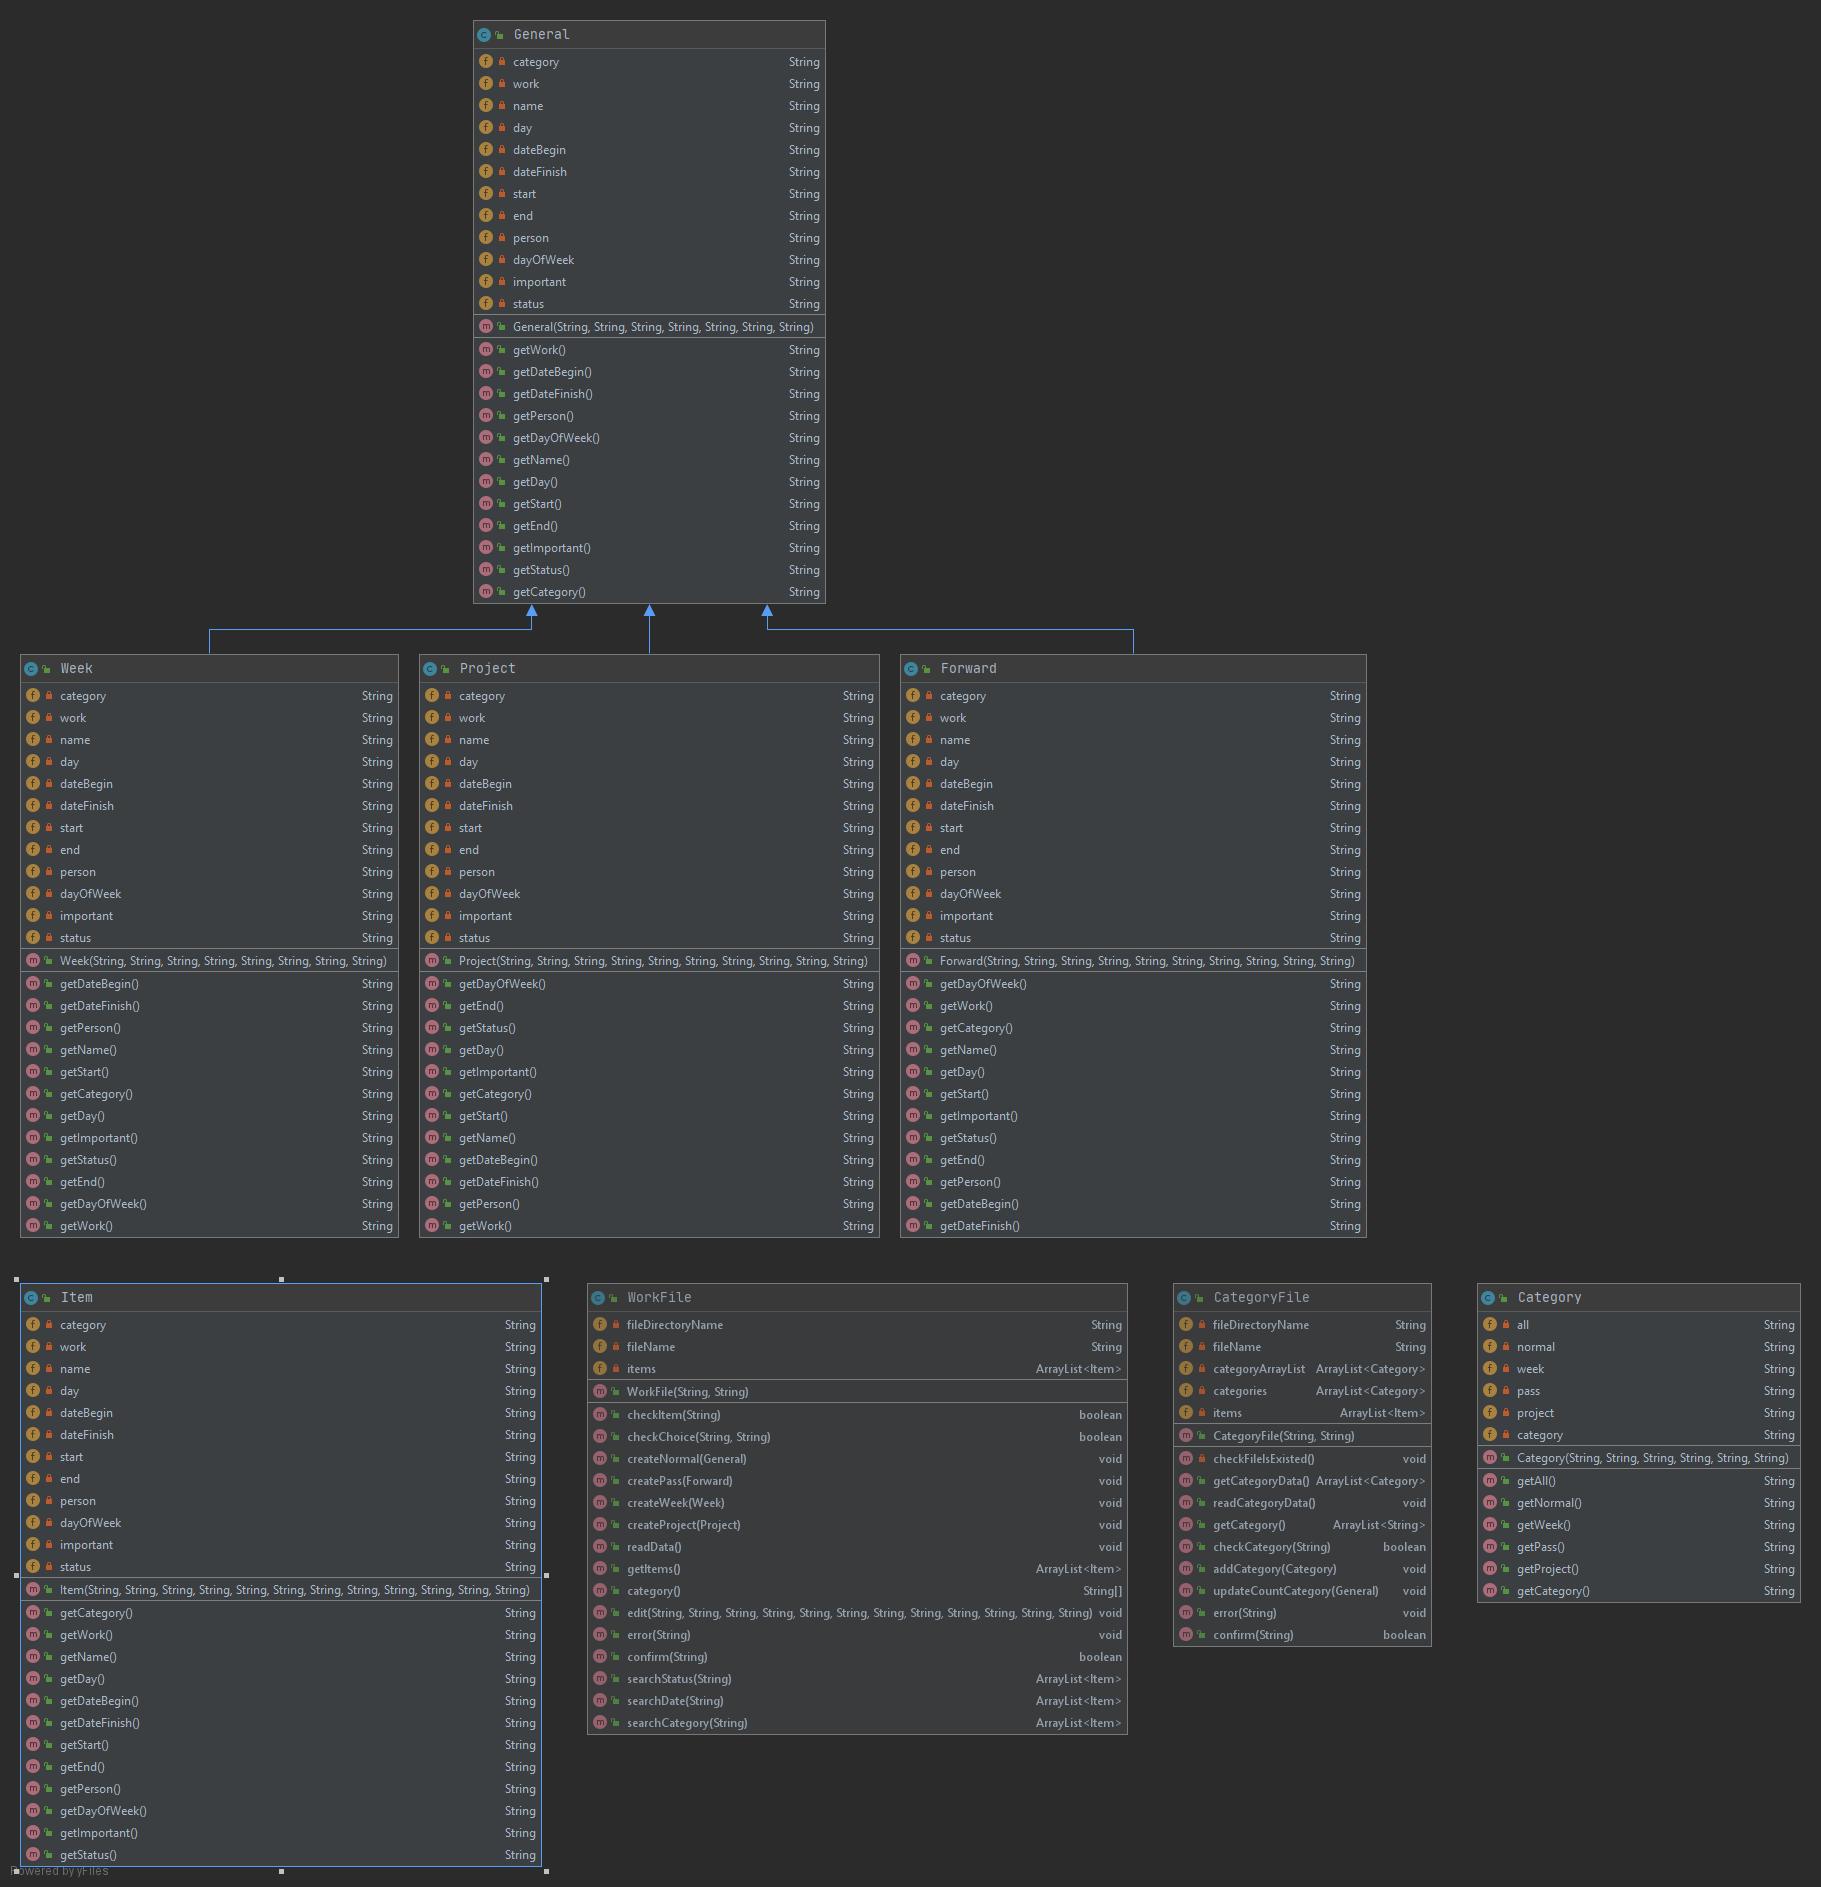 General
category String
work String
name String
day String
dateBegin String
dateFinish String
start String
end String
person String
dayOfWeek String
important String
status String
General(String, String, String, String, String, String, String)
getWork() String
getDateBegin() String
getDateFinish() String
getPerson() String
getDayOfWeek() String
getName() String
getDay() String
getStart() String
getEnd() String
getImportant() String
getStatus() String
getCategory() String
Week
category String
work String
name String
day String
dateBegin String
dateFinish String
start String
end String
person String
dayOfWeek String
important String
status String
Week(String, String, String, String, String, String, String, String)
getDateBegin() String
getDateFinish() String
getPerson() String
getName() String
getStart() String
getCategory() String
getDay() String
getImportant() String
getStatus() String
getEnd() String
getDayOfWeek() String
getWork() String
Project
category String
work String
name String
day String
dateBegin String
dateFinish String
start String
end String
person String
dayOfWeek String
important String
status String
Project(String, String, String, String, String, String, String, String, String, String)
getDayOfWeek() String
getEnd() String
getStatus() String
getDay() String
getImportant() String
getCategory() String
getStart() String
getName() String
getDateBegin() String
getDateFinish() String
getPerson() String
getWork() String
Forward
category String
work String
name String
day String
dateBegin String
dateFinish String
start String
end String
person String
dayOfWeek String
important String
status String
Forward(String, String, String, String, String, String, String, String, String, String)
getDayOfWeek() String
getWork() String
getCategory() String
getName() String
getDay() String
getStart() String
getImportant() String
getStatus() String
getEnd() String
getPerson() String
getDateBegin() String
getDateFinish() String
Item
category String
work String
name String
day String
dateBegin String
dateFinish String
start String
end String
person String
dayOfWeek String
important String
status String
Item(String, String, String, String, String, String, String, String, String, String, String, String)
getCategory() String
getWork() String
getName() String
getDay() String
getDateBegin() String
getDateFinish() String
getStart() String
getEnd() String
getPerson() String
getDayOfWeek() String
getImportant() String
getStatus() String
WorkFile
fileDirectoryName String
fileName String
items ArrayList<Item>
WorkFile(String, String)
checkItem(String) boolean
checkChoice(String, String) boolean
createNormal(General) void
createPass(Forward) void
createWeek(Week) void
createProject(Project) void
readData() void
getItems() ArrayList<Item>
category() String[]
edit(String, String, String, String, String, String, String, String, String, String, String, String) void
error(String) void
confirm(String) boolean
searchStatus(String) ArrayList<Item>
searchDate(String) ArrayList<Item>
searchCategory(String) ArrayList<Item>
CategoryFile
fileDirectoryName String
fileName String
categoryArrayList ArrayList<Category>
categories ArrayList<Category>
items ArrayList<Item>
CategoryFile(String, String)
checkFileIsExisted() void
getCategoryData() ArrayList<Category>
readCategoryData() void
getCategory() ArrayList<String>
checkCategory(String) boolean
addCategory(Category) void
updateCountCategory(General) void
error(String) void
confirm(String) boolean
Category
all String
normal String
week String
pass String
project String
category String
Category(String, String, String, String, String, String)
getAll() String
getNormal() String
getWeek() String
getPass() String
getProject() String
getCategory() String
Powered by yFiles